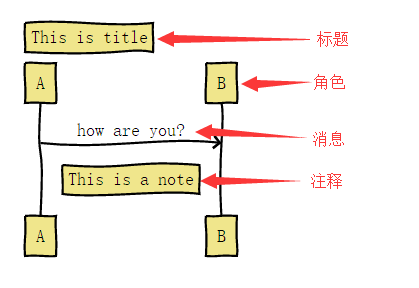 This is title
标题
A
B
角色
how are you?
消息
This is a note
注释
A
B